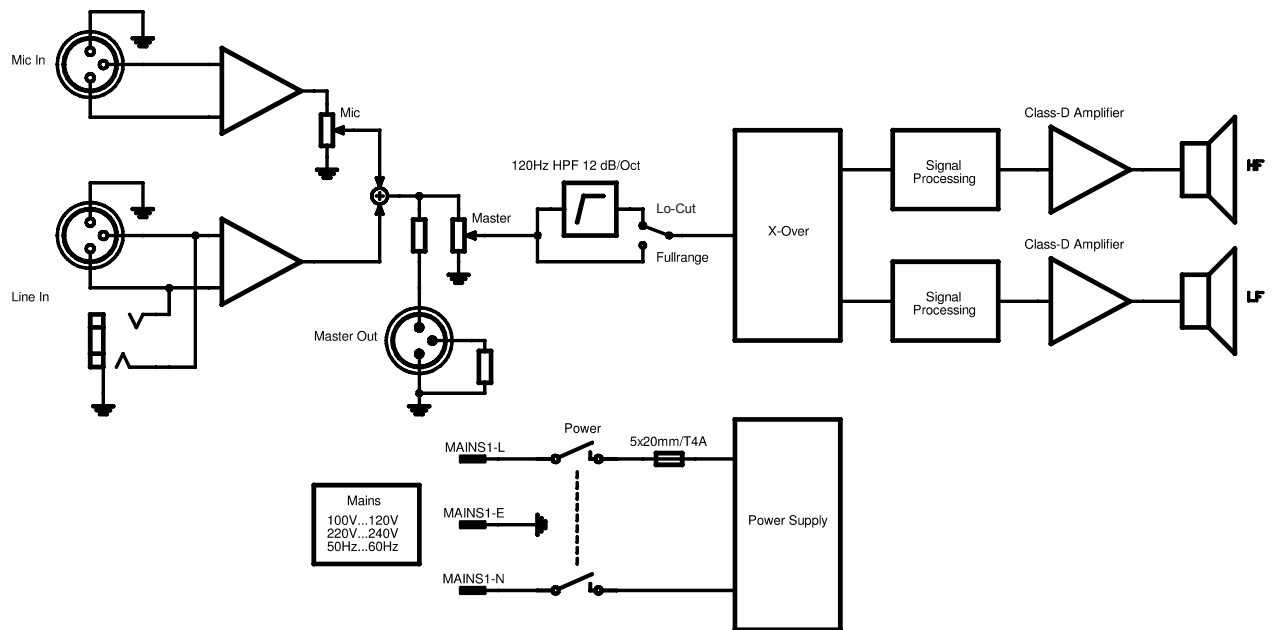 Mic In
Mic
Line In
Master Out
Master
120Hz HPF 12 dB/Oct
Lo-Cut
Fullrange
X-Over
Signal
Processing
Class-D Amplifier
HF
Signal
Processing
Class-D Amplifier
LF
Mains
100V...120V
220V...240V
50Hz...60Hz
MAINS1-L
Power
5x20mm/T4A
MAINS1-E
MAINS1-N
Power Supply